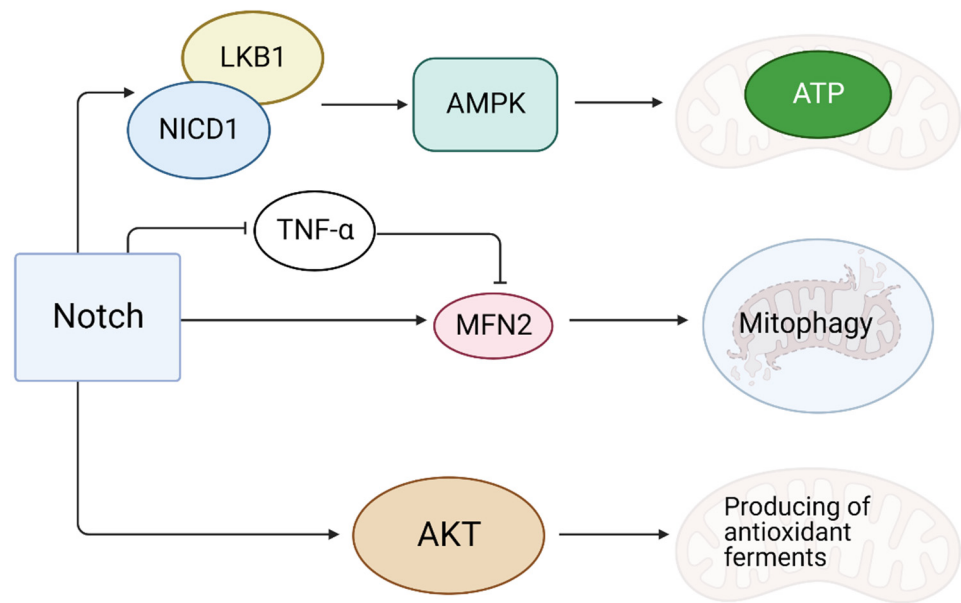 LKB1
NICD1
AMPK
ATP
TNF-α
Notch
MFN2
Mitophagy
AKT
Producing of
antioxidant
ferments